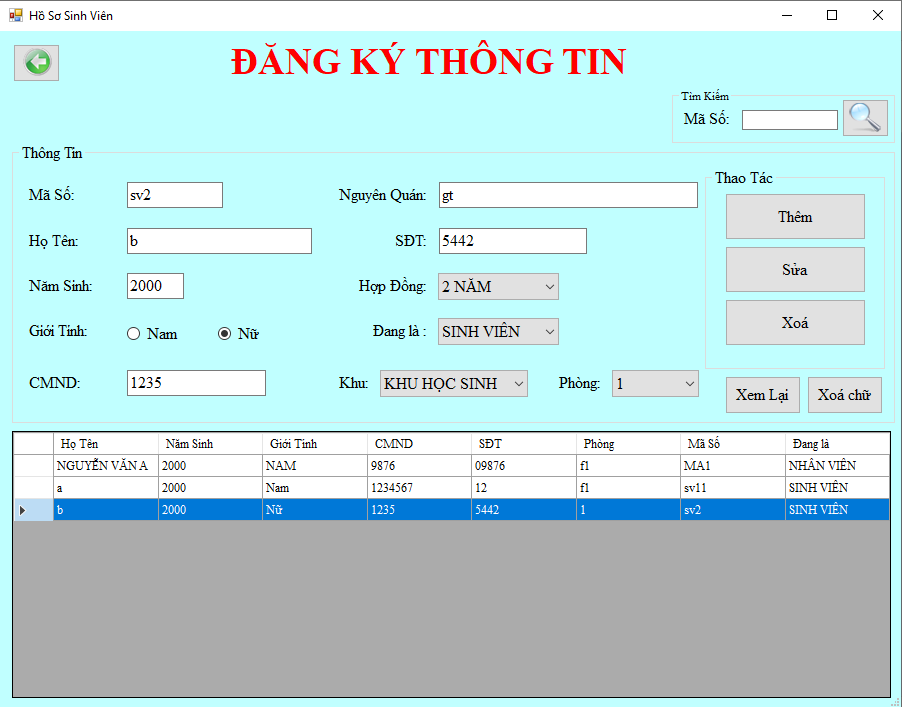 Hồ Sơ Sinh Viên
ĐĂNG KÝ THÔNG TIN
Tìm Kiếm
Mã Số:
Thông Tin
Mã Số: sv2 Nguyên Quán: gt
Họ Tên: b SĐT: 5442
Năm Sinh: 2000 Hợp Đồng: 2 NĂM
Giới Tính: Nam Nữ Đang là : SINH VIÊN
CMND: 1235 Khu: KHU HỌC SINH Phòng: 1
Thao Tác
Thêm
Sửa
Xoá
Xem Lại Xoá chữ
Họ Tên Năm Sinh Giới Tính CMND SĐT Phòng Mã Số Đang là
NGUYỄN VĂN A 2000 NAM 9876 09876 f1 MA1 NHÂN VIÊN
a 2000 Nam 1234567 12 f1 sv11 SINH VIÊN
b 2000 Nữ 1235 5442 1 sv2 SINH VIÊN